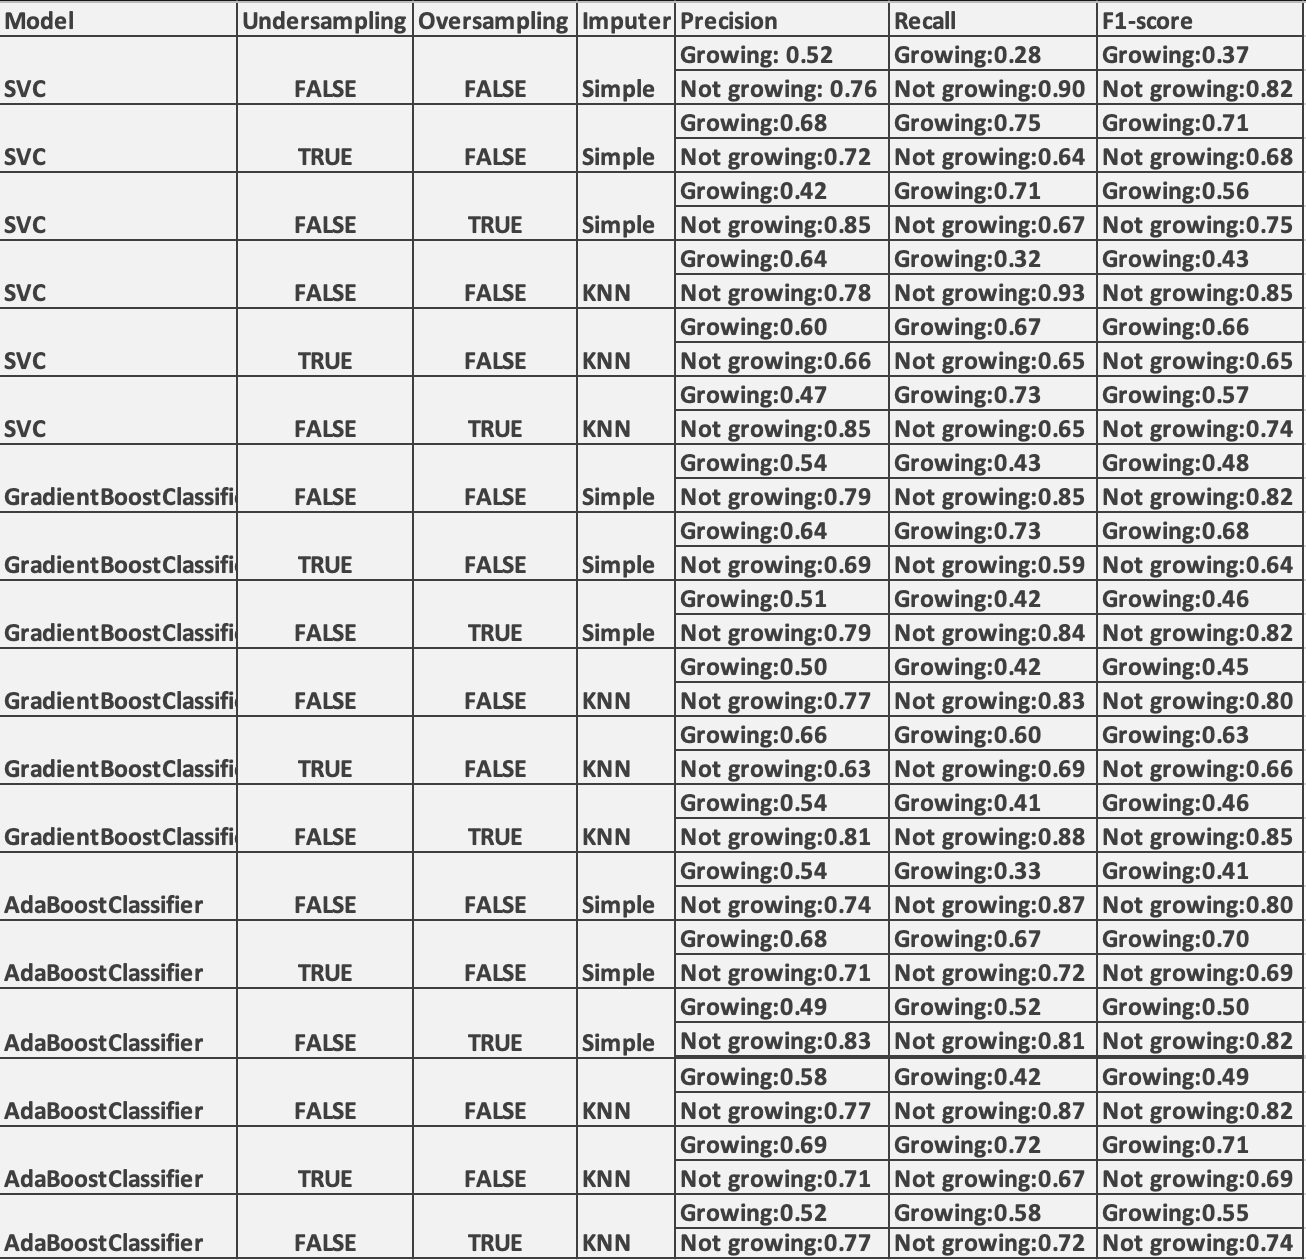 Model Undersampling Oversampling Imputer Precision Recall F1-score
Growing: 0.52 Growing:0.28 Growing:0.37
SVC FALSE FALSE Simple Not growing: 0.76 Not growing:0.90 Not growing:0.82
Growing:0.68 Growing:0.75 Growing:0.71
SVC TRUE FALSE Simple Not growing:0.72 Not growing:0.64 Not growing:0.68
Growing:0.42 Growing:0.71 Growing:0.56
SVC FALSE TRUE Simple Not growing:0.85 Not growing:0.67 Not growing:0.75
Growing:0.64 Growing:0.32 Growing:0.43
SVC FALSE FALSE KNN Not growing:0.78 Not growing:0.93 Not growing:0.85
Growing:0.60 Growing:0.67 Growing:0.66
SVC TRUE FALSE KNN Not growing:0.66 Not growing:0.65 Not growing:0.65
Growing:0.47 Growing:0.73 Growing:0.57
SVC FALSE TRUE KNN Not growing:0.85 Not growing:0.65 Not growing:0.74
Growing:0.54 Growing:0.43 Growing:0.48
GradientBoostClassifi FALSE FALSE Simple Not growing:0.79 Not growing:0.85 Not growing:0.82
Growing:0.64 Growing:0.73 Growing:0.68
GradientBoostClassifi TRUE FALSE Simple Not growing:0.69 Not growing:0.59 Not growing:0.64
Growing:0.51 Growing:0.42 Growing:0.46
GradientBoostClassifi FALSE TRUE Simple Not growing:0.79 Not growing:0.84 Not growing:0.82
Growing:0.50 Growing:0.42 Growing:0.45
GradientBoostClassifi FALSE FALSE KNN Not growing:0.77 Not growing:0.83 Not growing:0.80
Growing:0.66 Growing:0.60 Growing:0.63
GradientBoostClassifi TRUE FALSE KNN Not growing:0.63 Not growing:0.69 Not growing:0.66
Growing:0.54 Growing:0.41 Growing:0.46
GradientBoostClassifi FALSE TRUE KNN Not growing:0.81 Not growing:0.88 Not growing:0.85
Growing:0.54 Growing:0.33 Growing:0.41
AdaBoostClassifier FALSE FALSE Simple Not growing:0.74 Not growing:0.87 Not growing:0.80
Growing:0.68 Growing:0.67 Growing:0.70
AdaBoostClassifier TRUE FALSE Simple Not growing:0.71 Not growing:0.72 Not growing:0.69
Growing:0.49 Growing:0.52 Growing:0.50
AdaBoostClassifier FALSE TRUE Simple Not growing:0.83 Not growing:0.81 Not growing:0.82
Growing:0.58 Growing:0.42 Growing:0.49
AdaBoostClassifier FALSE FALSE KNN Not growing:0.77 Not growing:0.87 Not growing:0.82
Growing:0.69 Growing:0.72 Growing:0.71
AdaBoostClassifier TRUE FALSE KNN Not growing:0.71 Not growing:0.67 Not growing:0.69
Growing:0.52 Growing:0.58 Growing:0.55
AdaBoostClassifier FALSE TRUE KNN Not growing:0.77 Not growing:0.72 Not growing:0.74